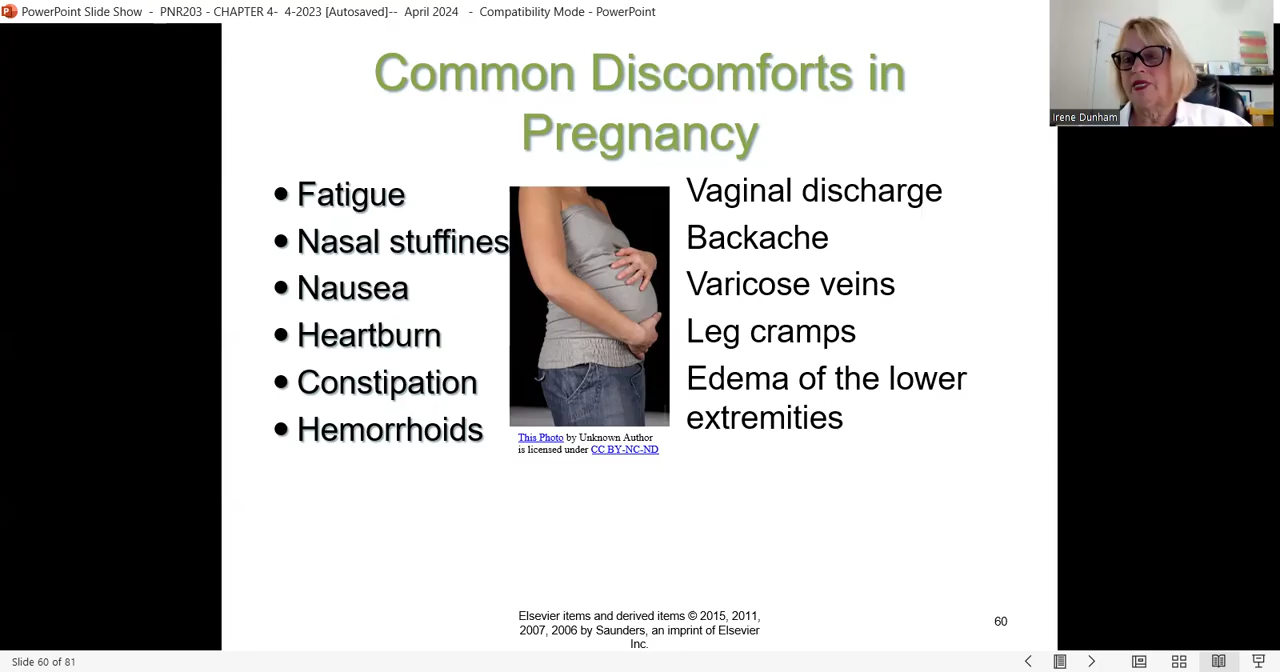 PowerPoint Slide Show - PNR203 - CHAPTER 4- 4-2023 [Autosaved]-- April 2024 - Compatibility Mode - PowerPoint
Irene Dunham
Common Discomforts in
Pregnancy
• Fatigue
• Nasal stuffines
• Nausea
• Heartburn
• Constipation
• Hemorrhoids
This Photo by Unknown Author
is licensed under CC BY-NC-ND
Vaginal discharge
Backache
Varicose veins
Leg cramps
Edema of the lower
extremities
Elsevier items and derived items © 2015, 2011,
2007, 2006 by Saunders, an imprint of Elsevier
Inc.
60
Slide 60 of 81